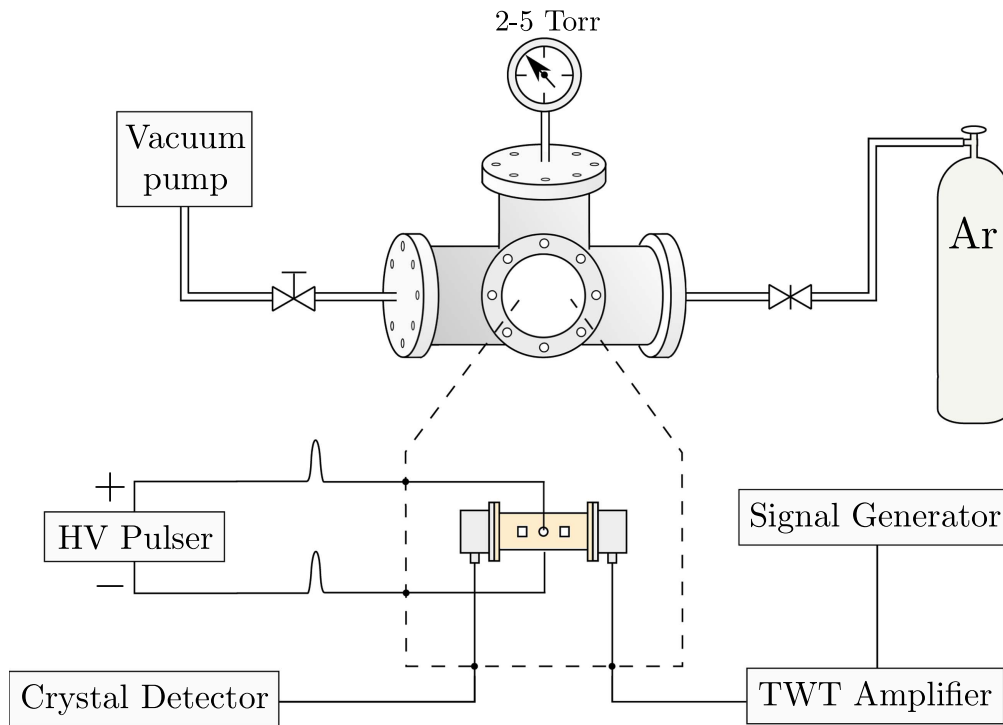 2-5 Torr
Vacuum
pump
Ar
+
HV Pulser
−
Signal Generator
Crystal Detector
TWT Amplifier